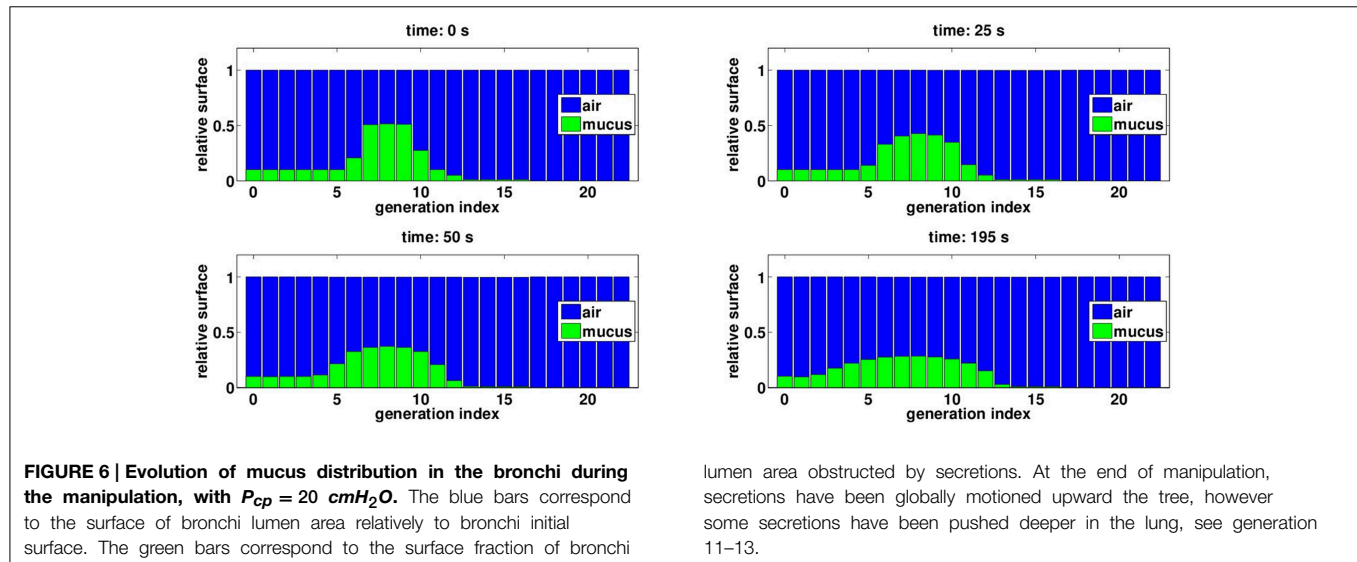 time: 0 s
relative surface
1
0.5
0
air
mucus
0 5 10 15 20
generation index
time: 25 s
relative surface
1
0.5
0
air
mucus
0 5 10 15 20
generation index
time: 50 s
relative surface
1
0.5
0
air
mucus
0 5 10 15 20
generation index
time: 195 s
relative surface
1
0.5
0
air
mucus
0 5 10 15 20
generation index
FIGURE 6 | Evolution of mucus distribution in the bronchi during
the manipulation, with Pcp = 20 cmH2O. The blue bars correspond
to the surface of bronchi lumen area relatively to bronchi initial
surface. The green bars correspond to the surface fraction of bronchi
lumen area obstructed by secretions. At the end of manipulation,
secretions have been globally motioned upward the tree, however
some secretions have been pushed deeper in the lung, see generation
11–13.